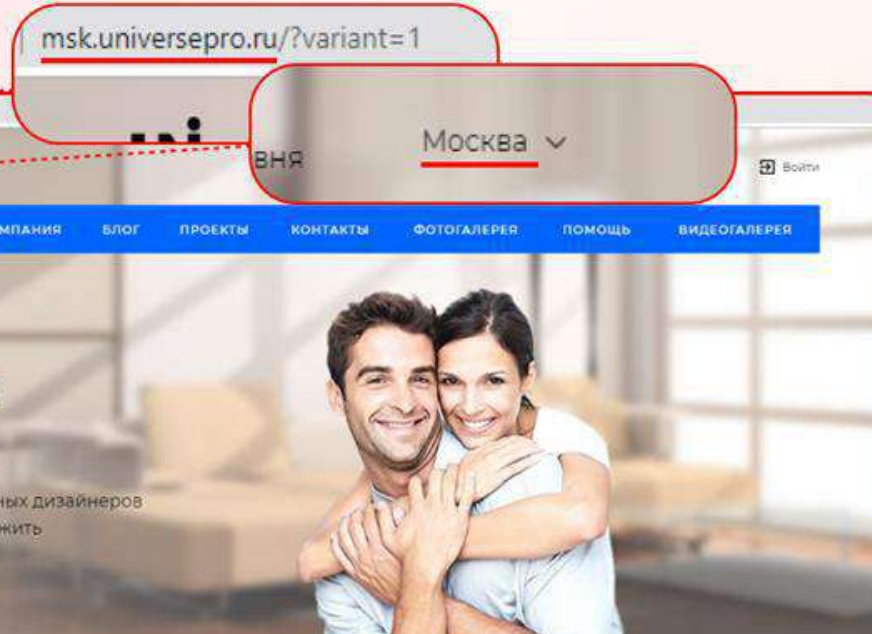 msk.universepro.ru/?variant=1
вня
Москва
Войти
МПАНИЯ БЛОГ ПРОЕКТЫ КОНТАКТЫ ФОТОГАЛЕРЕЯ ПОМОЩЬ ВИДЕОГАЛЕРЕЯ
ных дизайнеров
жить